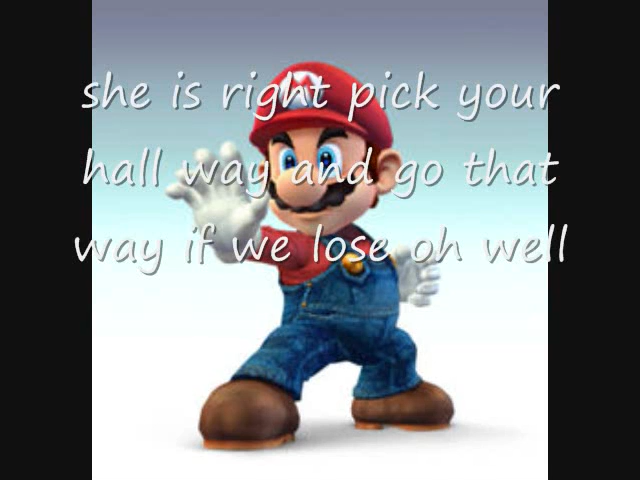 she is right pick your
hall way and go that
way if we lose oh well